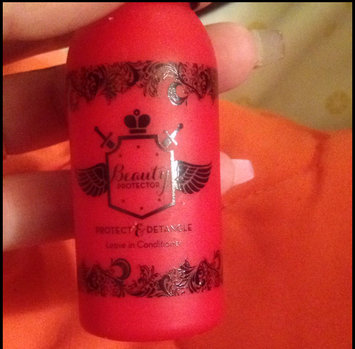 Beauty
PROTECTOR
PROTECT & DETANGLE
Leave in Conditioner